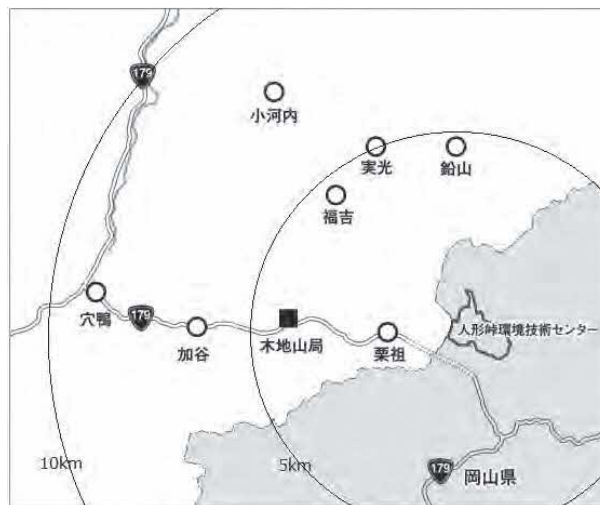 179
小河内
実光
鉛山
福吉
穴鴨
179
加谷
木地山局
栗祖
人形峠環境技術センター
10km
5km
179
岡山県